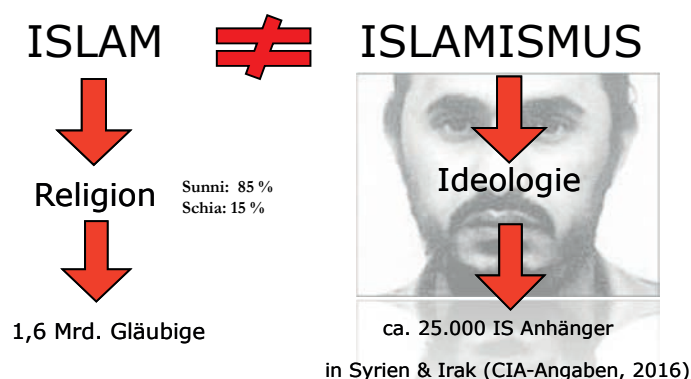 ISLAM ≠ ISLAMISMUS
Religion
Sunni: 85 %
Schia: 15 %
Ideologie
1,6 Mrd. Gläubige
ca. 25.000 IS Anhänger
in Syrien & Irak (CIA-Angaben, 2016)